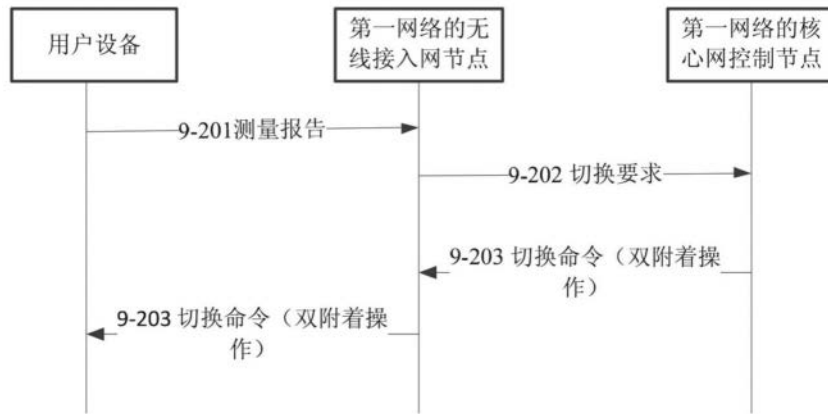 用户设备
第一网络的无
线接入网节点
第一网络的核
心网控制节点
9-201测量报告
9-202 切换要求
9-203 切换命令（双附着操
作）
9-203 切换命令（双附着操
作）